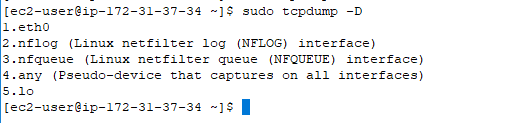 [ec2-user@ip-172-31-37-34 ~]$ sudo tcpdump -D
1.eth0
2.nflog (Linux netfilter log (NFLOG) interface)
3.nfqueue (Linux netfilter queue (NFQUEUE) interface)
4.any (Pseudo-device that captures on all interfaces)
5.lo
[ec2-user@ip-172-31-37-34 ~]$